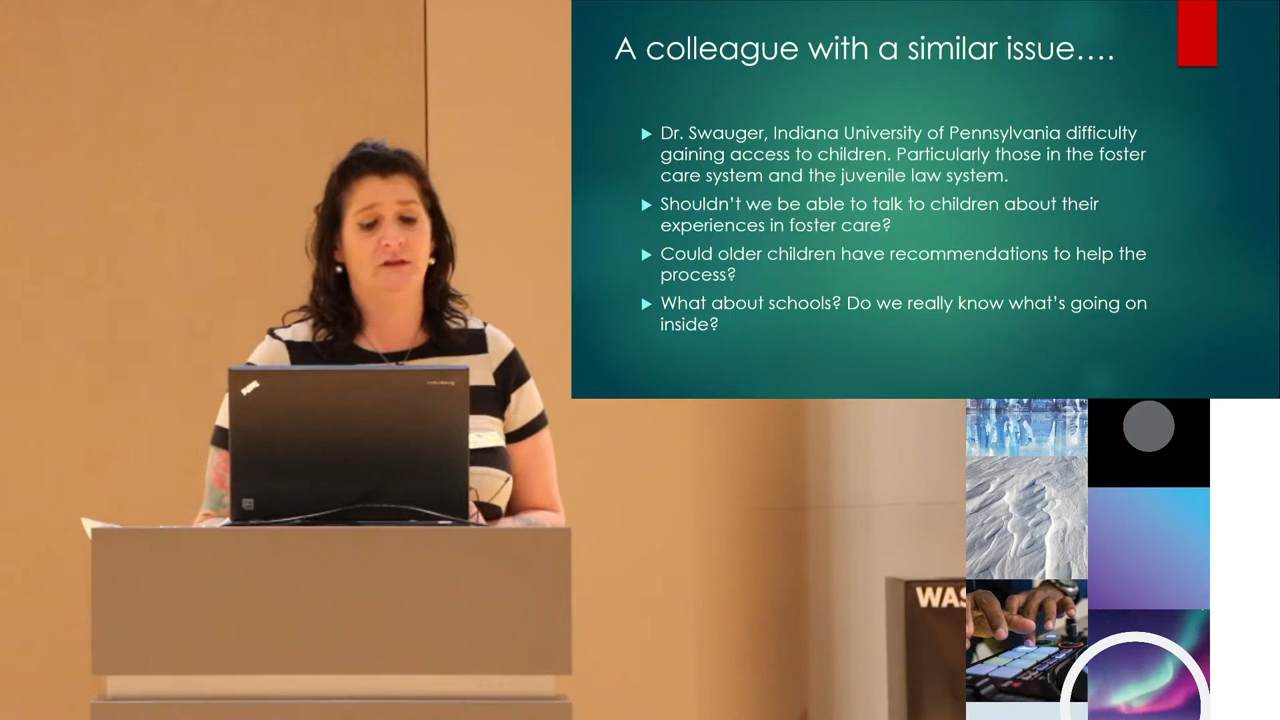 A colleague with a similar issue....
Dr. Swauger, Indiana University of Pennsylvania difficulty
gaining access to children. Particularly those in the foster
care system and the juvenile law system.
Shouldn't we be able to talk to children about their
experiences in foster care?
Could older children have recommendations to help the
process?
What about schools? Do we really know what's going on
inside?
WAS